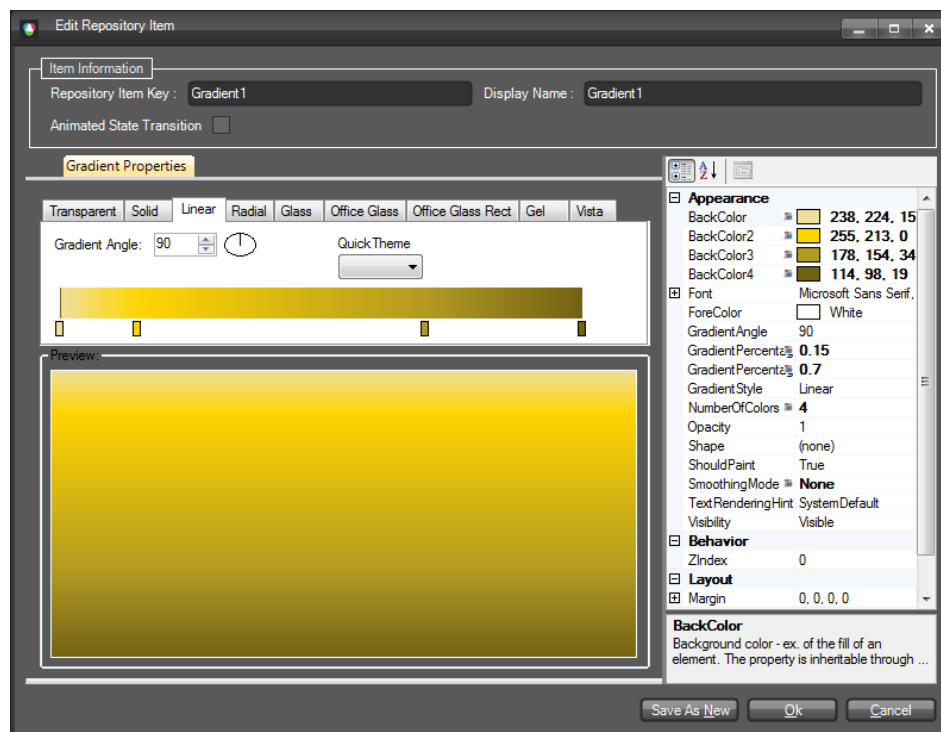 Edit Repository Item
Item Information
Repository Item Key : Gradient1 Display Name : Gradient1
Animated State Transition
Gradient Properties
Transparent Solid Linear Radial Glass Office Glass Office Glass Rect Gel Vista
Gradient Angle: 90 Quick Theme
Preview:
Appearance
BackColor 238, 224, 15
BackColor2 255, 213, 0
BackColor3 178, 154, 34
BackColor4 114, 98, 19
Font Microsoft Sans Serif,
ForeColor White
GradientAngle 90
GradientPercenta 0.15
GradientPercenta 0.7
GradientStyle Linear
NumberOfColors 4
Opacity 1
Shape (none)
ShouldPaint True
SmoothingMode None
TextRenderingHint SystemDefault
Visibility Visible
Behavior
ZIndex 0
Layout
Margin 0, 0, 0, 0
BackColor
Background color - ex. of the fill of an
element. The property is inheritable through ...
Save As New Ok Cancel